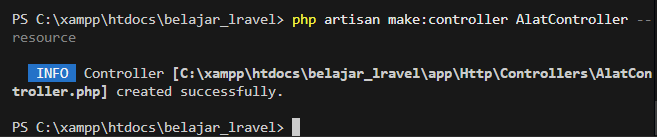 PS C:\xampp\htdocs\belajar_lravel> php artisan make:controller AlatController --
resource
INFO Controller [C:\xampp\htdocs\belajar_lravel\app\Http\Controllers\AlatCon
troller.php] created successfully.
PS C:\xampp\htdocs\belajar_lravel>